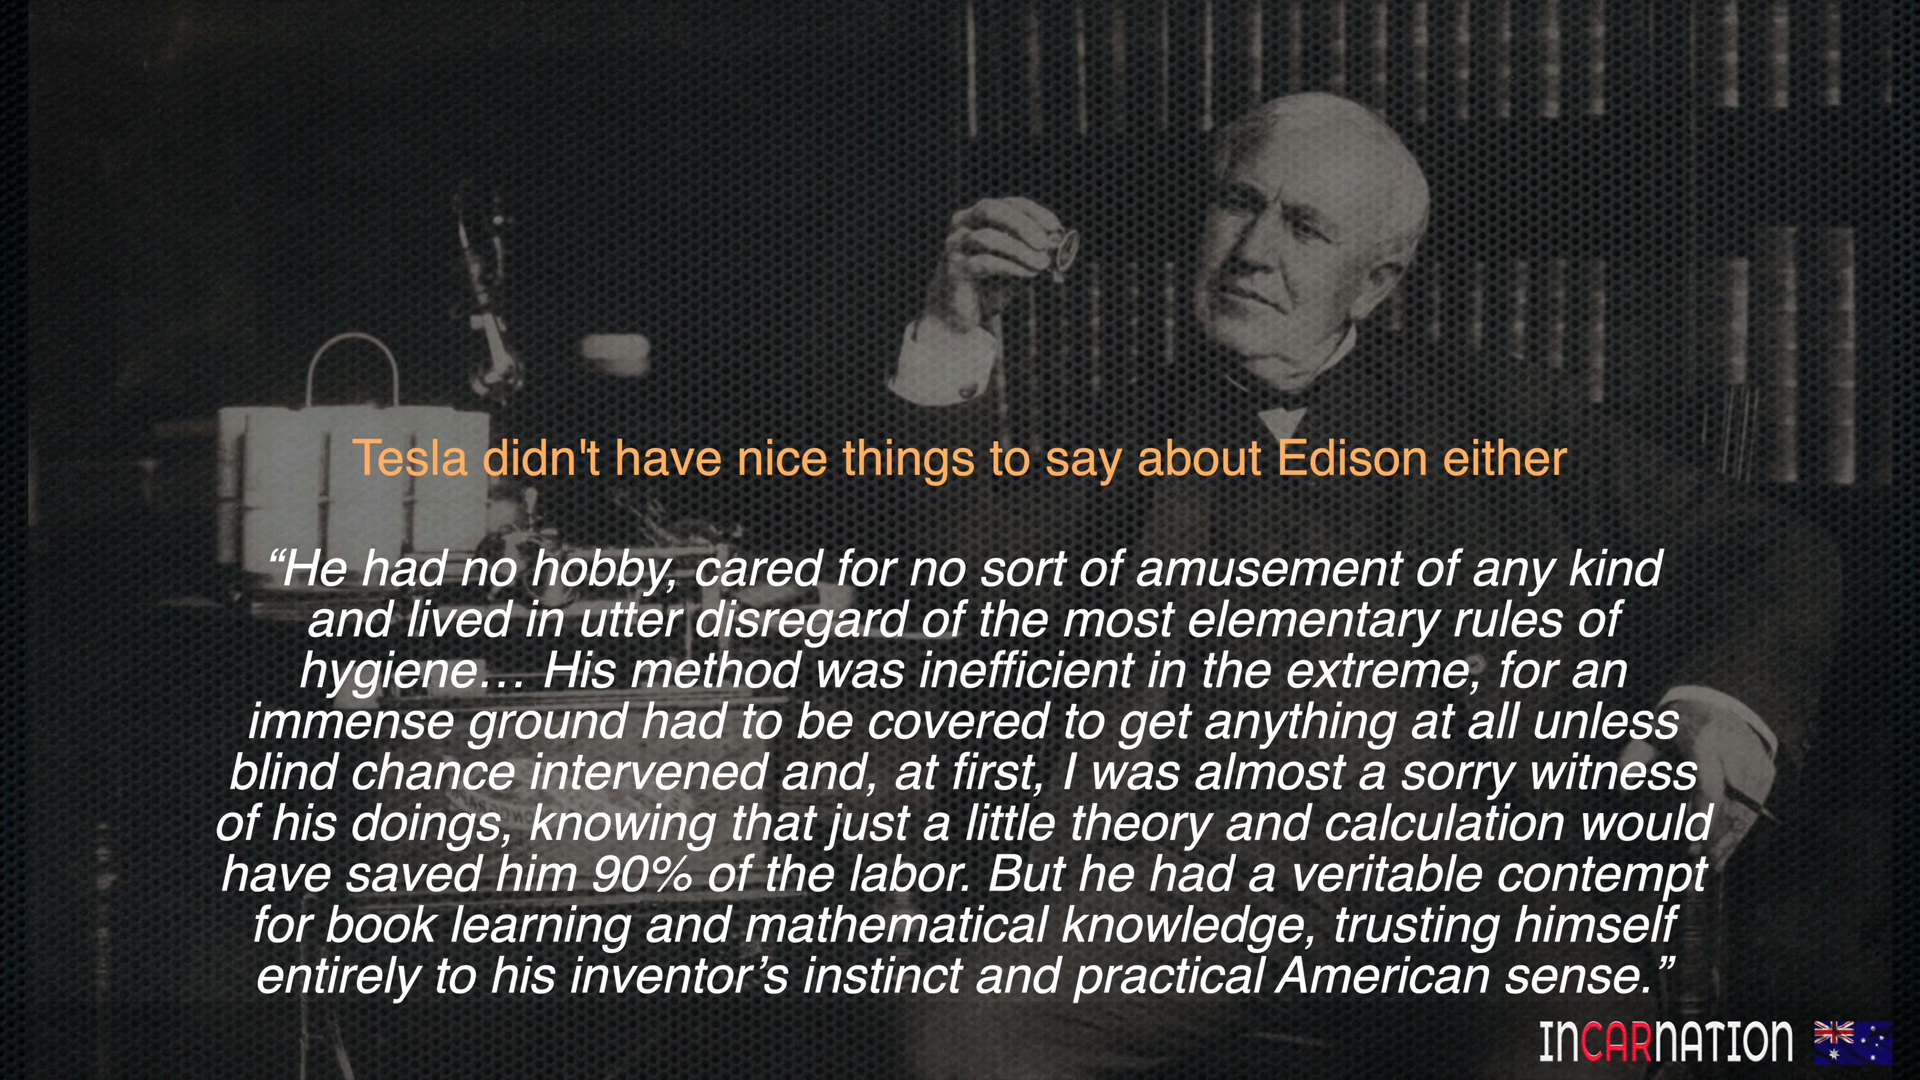 Tesla didn't have nice things to say about Edison either
“He had no hobby, cared for no sort of amusement of any kind
and lived in utter disregard of the most elementary rules of
hygiene… His method was inefficient in the extreme, for an
immense ground had to be covered to get anything at all unless
blind chance intervened and, at first, I was almost a sorry witness
of his doings, knowing that just a little theory and calculation would
have saved him 90% of the labor. But he had a veritable contempt
for book learning and mathematical knowledge, trusting himself
entirely to his inventor’s instinct and practical American sense.”
INCARNATION